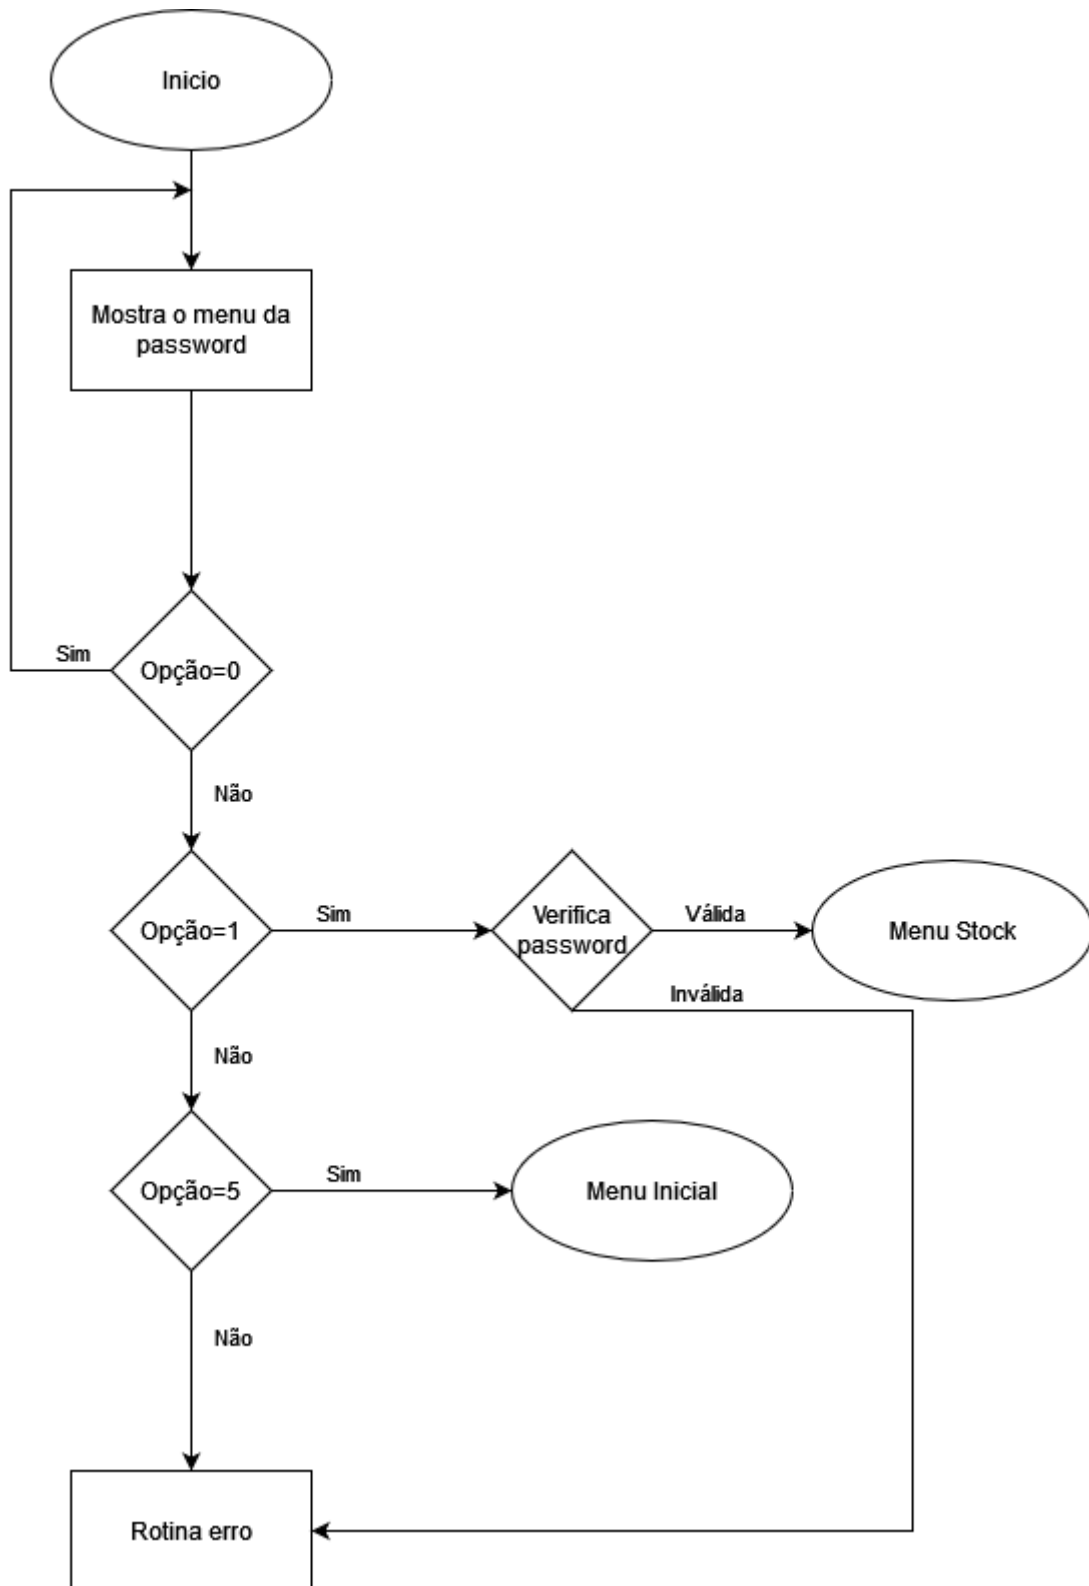 Inicio
Mostra o menu da
password
Opção=0
Sim
Não
Opção=1
Sim
Verifica
password
Válida
Menu Stock
Inválida
Não
Opção=5
Sim
Menu Inicial
Não
Rotina erro